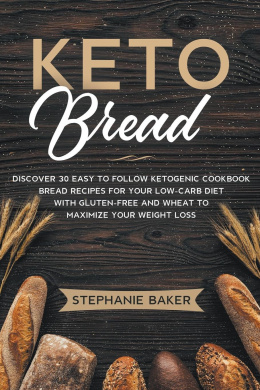 KETO
Bread
DISCOVER 30 EASY TO FOLLOW KETOGENIC COOKBOOK
BREAD RECIPES FOR YOUR LOW-CARB DIET
WITH GLUTEN-FREE AND WHEAT TO
MAXIMIZE YOUR WEIGHT LOSS
STEPHANIE BAKER